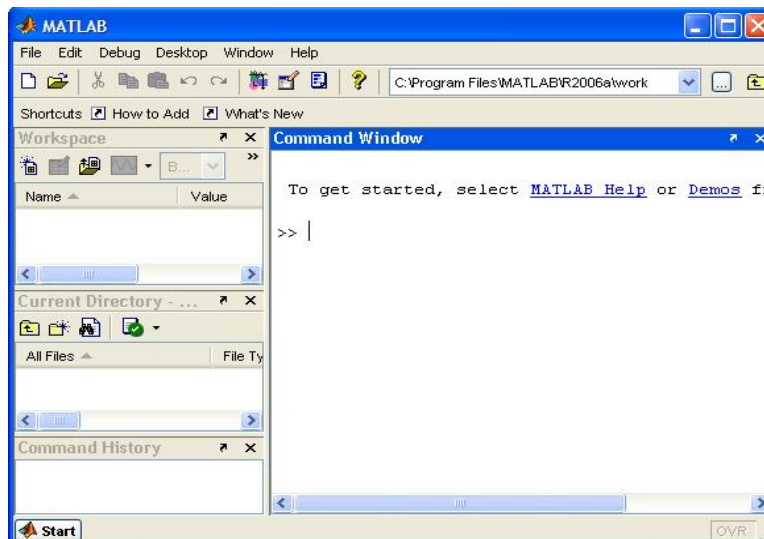 MATLAB
File Edit Debug Desktop Window Help
C:\Program Files\MATLAB\R2006a\work
...
Shortcuts How to Add What's New
Workspace
B...
»
Name Value
Current Directory - ...
All Files File Ty
Command History
Command Window
To get started, select MATLAB Help or Demos f
>>
Start
OVR